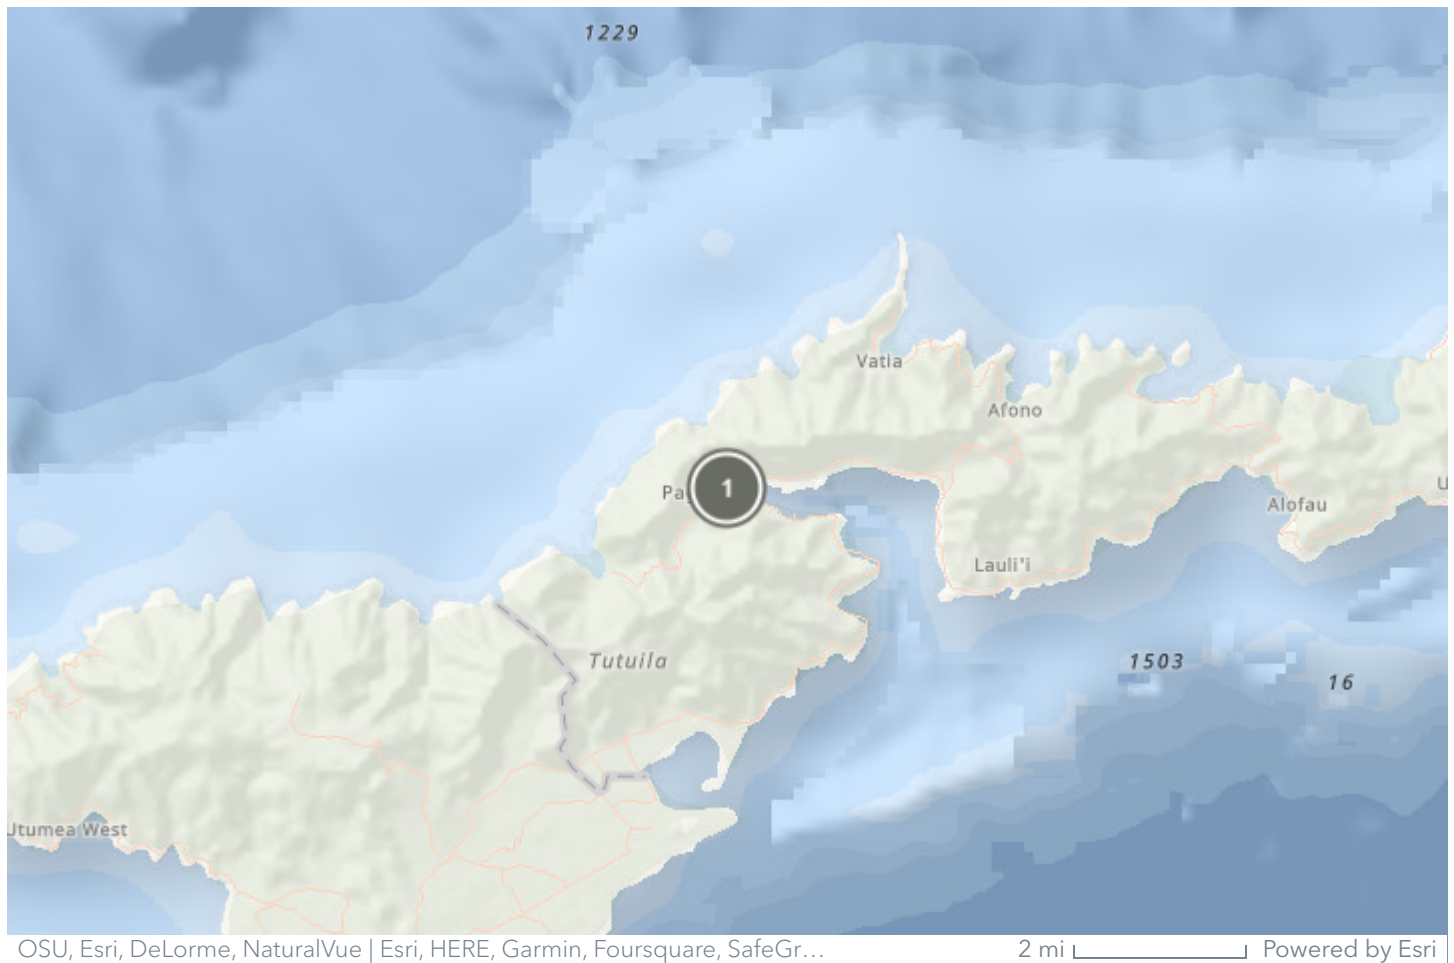 1229
Vatia
Afono
Pa
1
Alofau
Lauli'i
Tutuila
1503
16
Utumea West
OSU, Esri, DeLorme, NaturalVue | Esri, HERE, Garmin, Foursquare, SafeGr…
2 mi
Powered by Esri